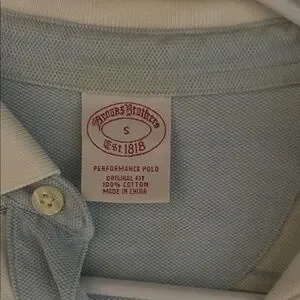 Brooks Brothers
S
Est. 1818
PERFORMANCE POLO
ORIGINAL FIT
100% COTTON
MADE IN CHINA